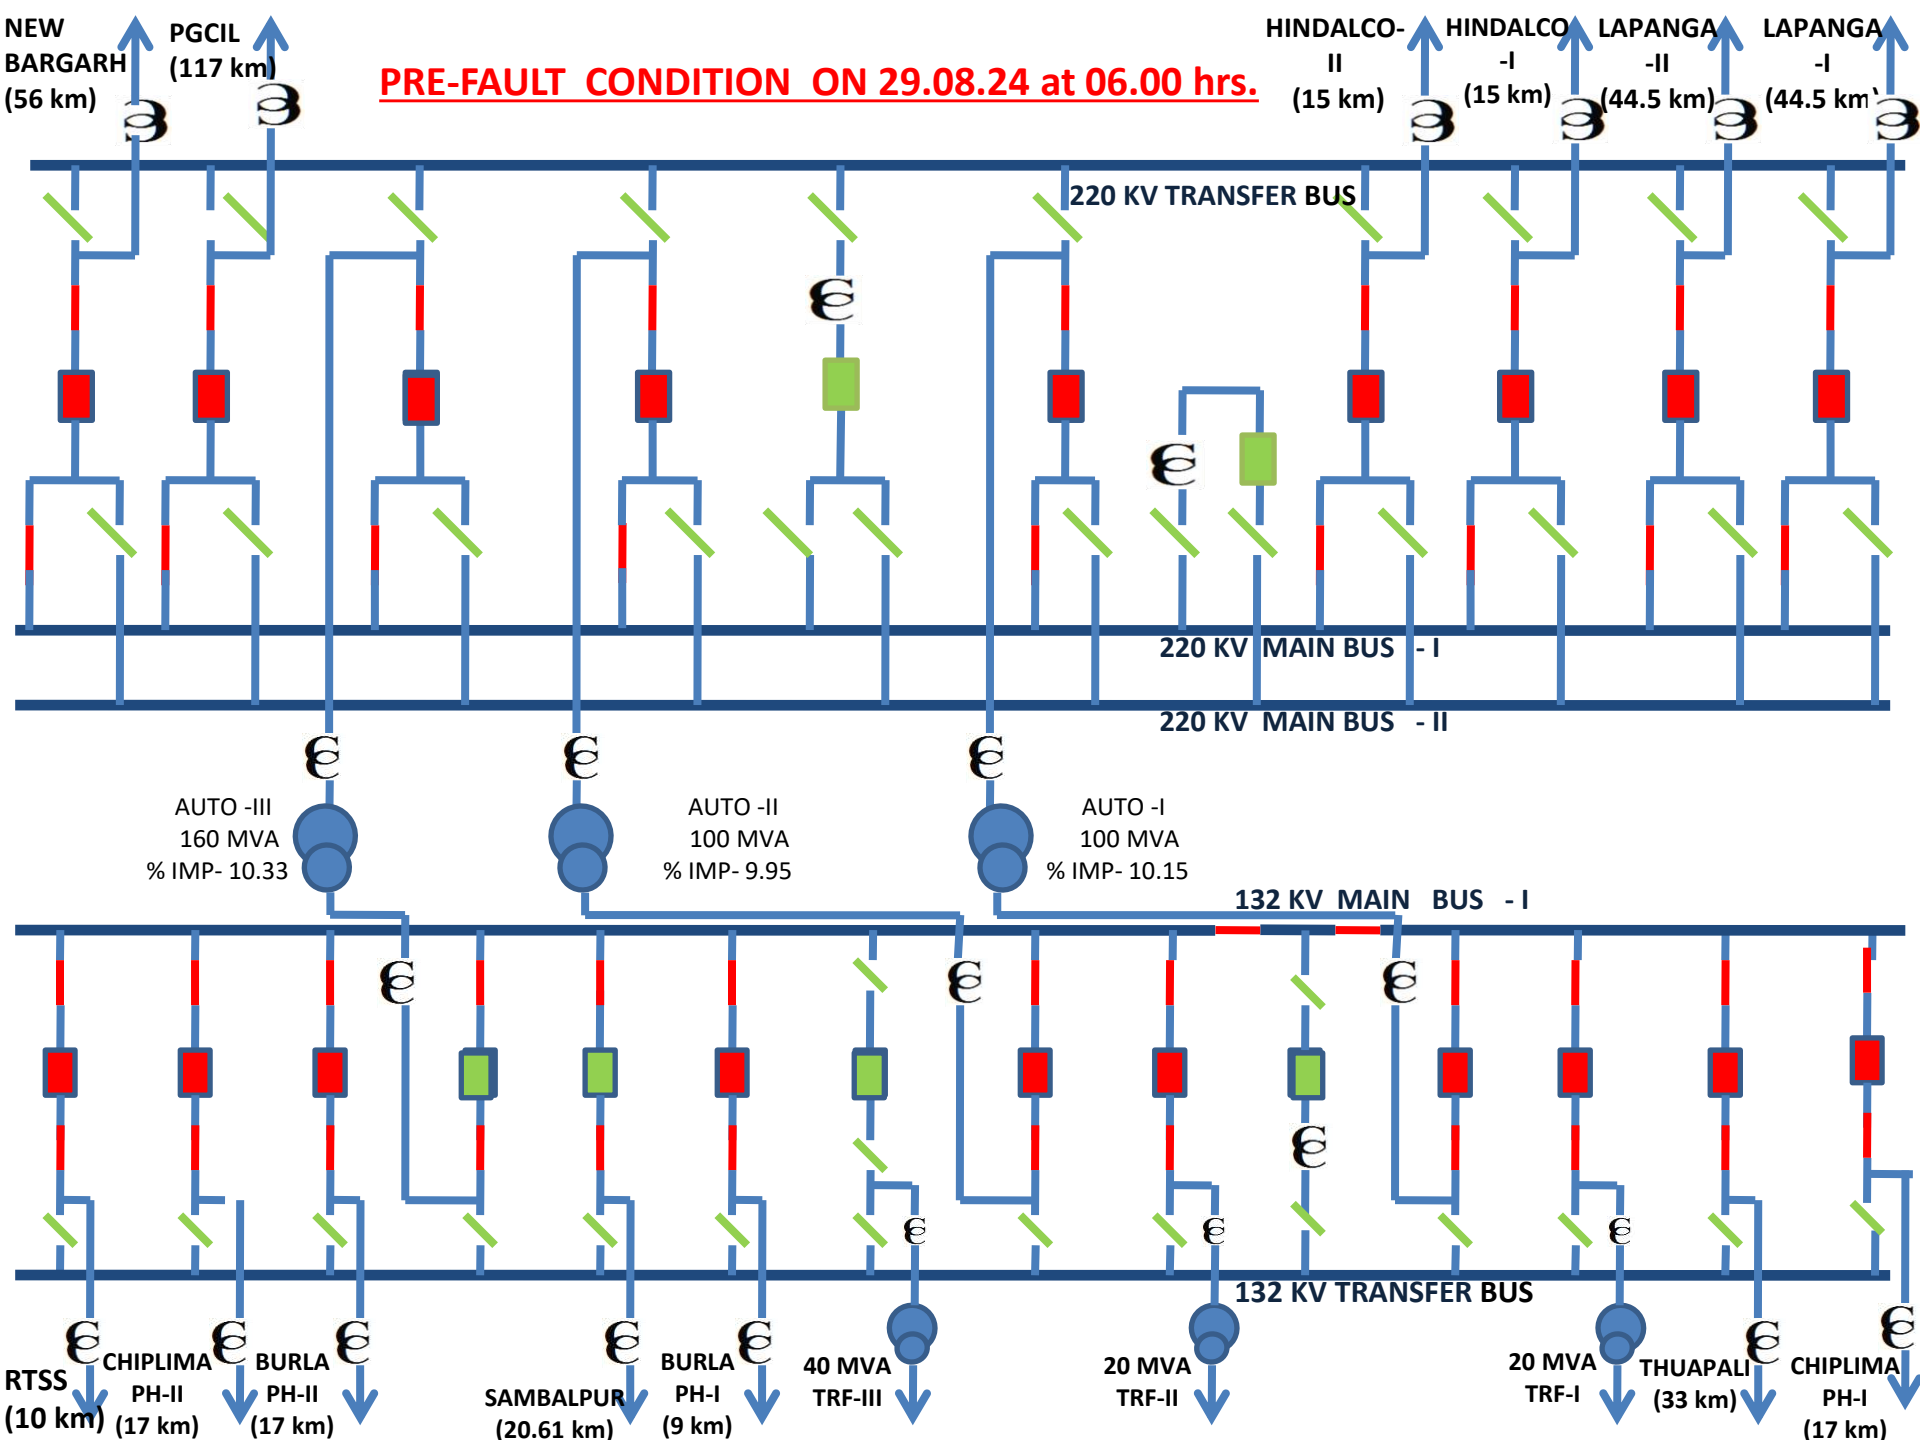 NEW
BARGARH
(56 km)
PGCIL
(117 km)
PRE-FAULT CONDITION ON 29.08.24 at 06.00 hrs.
HINDALCO-
II
(15 km)
HINDALCO
-I
(15 km)
LAPANGA
-II
(44.5 km)
LAPANGA
-I
(44.5 km)
220 KV TRANSFER BUS
220 KV MAIN BUS - I
220 KV MAIN BUS - II
AUTO -III
160 MVA
% IMP- 10.33
AUTO -II
100 MVA
% IMP- 9.95
AUTO -I
100 MVA
% IMP- 10.15
132 KV MAIN BUS - I
132 KV TRANSFER BUS
RTSS
(10 km)
CHIPLIMA
PH-II
(17 km)
BURLA
PH-II
(17 km)
SAMBALPUR
(20.61 km)
BURLA
PH-I
(9 km)
40 MVA
TRF-III
20 MVA
TRF-II
20 MVA
TRF-I
THUAPALI
(33 km)
CHIPLIMA
PH-I
(17 km)